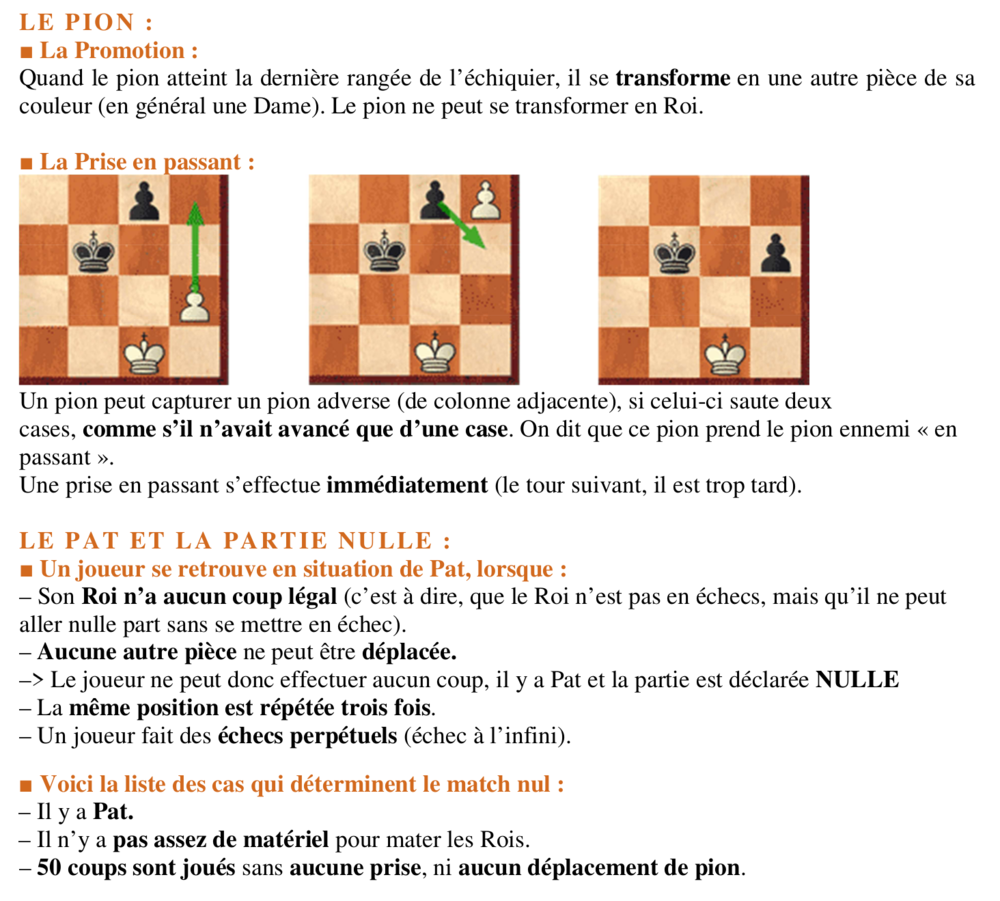 LE PION :
■ La Promotion :
Quand le pion atteint la dernière rangée de l’échiquier, il se transforme en une autre pièce de sa
couleur (en général une Dame). Le pion ne peut se transformer en Roi.
■ La Prise en passant :
Un pion peut capturer un pion adverse (de colonne adjacente), si celui-ci saute deux
cases, comme s’il n’avait avancé que d’une case. On dit que ce pion prend le pion ennemi « en
passant ».
Une prise en passant s’effectue immédiatement (le tour suivant, il est trop tard).
LE PAT ET LA PARTIE NULLE :
■ Un joueur se retrouve en situation de Pat, lorsque :
– Son Roi n’a aucun coup légal (c’est à dire, que le Roi n’est pas en échecs, mais qu’il ne peut
aller nulle part sans se mettre en échec).
– Aucune autre pièce ne peut être déplacée.
–> Le joueur ne peut donc effectuer aucun coup, il y a Pat et la partie est déclarée NULLE
– La même position est répétée trois fois.
– Un joueur fait des échecs perpétuels (échec à l’infini).
■ Voici la liste des cas qui déterminent le match nul :
– Il y a Pat.
– Il n’y a pas assez de matériel pour mater les Rois.
– 50 coups sont joués sans aucune prise, ni aucun déplacement de pion.